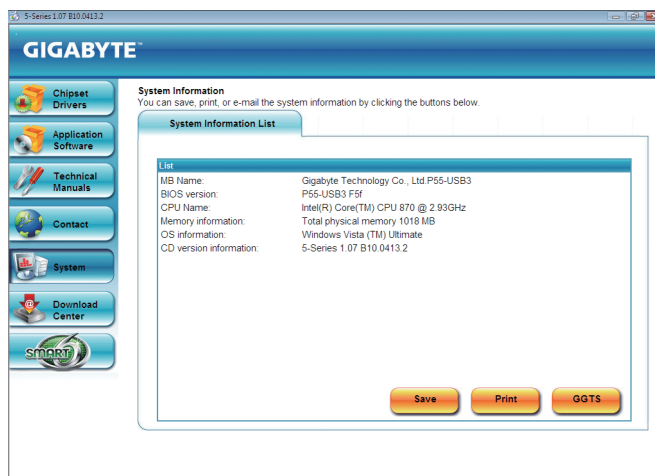 5-Series 1.07 B10.0413.2
GIGABYTE™
Chipset
Drivers
Application
Software
Technical
Manuals
Contact
System
Download
Center
SMART 6
System Information
You can save, print, or e-mail the system information by clicking the buttons below.
System Information List
List
MB Name: Gigabyte Technology Co., Ltd.P55-USB3
BIOS version: P55-USB3 F5f
CPU Name: Intel(R) Core(TM) CPU 870 @ 2.93GHz
Memory information: Total physical memory 1018 MB
OS information: Windows Vista (TM) Ultimate
CD version information: 5-Series 1.07 B10.0413.2
Save Print GGTS